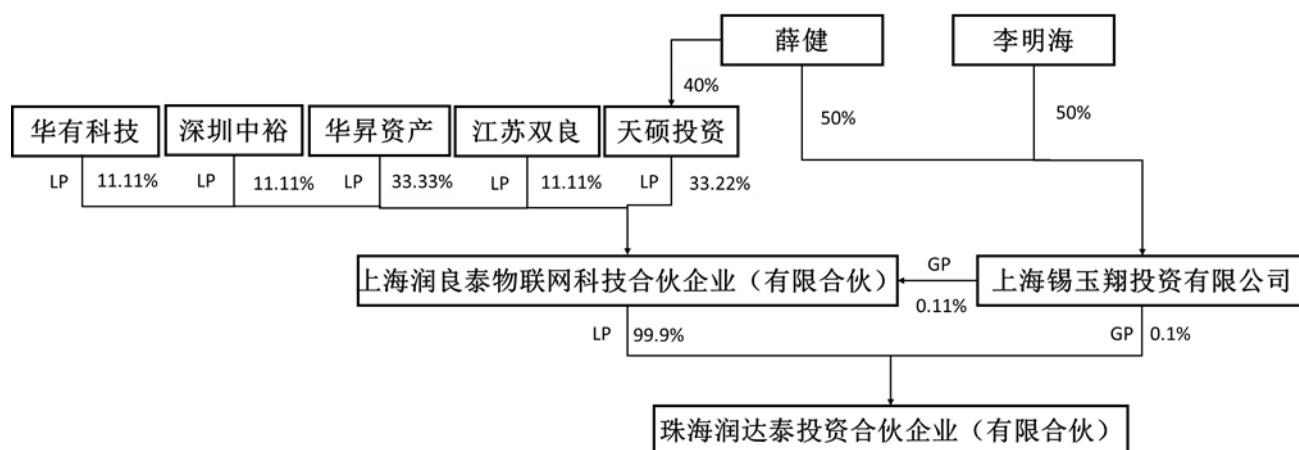 薛健
李明海
40%
50%
50%
华有科技
深圳中裕
华昇资产
江苏双良
天硕投资
LP
11.11%
LP
11.11%
LP
33.33%
LP
11.11%
LP
33.22%
上海润良泰物联网科技合伙企业（有限合伙）
GP
0.11%
上海锡玉翔投资有限公司
LP
99.9%
GP
0.1%
珠海润达泰投资合伙企业（有限合伙）